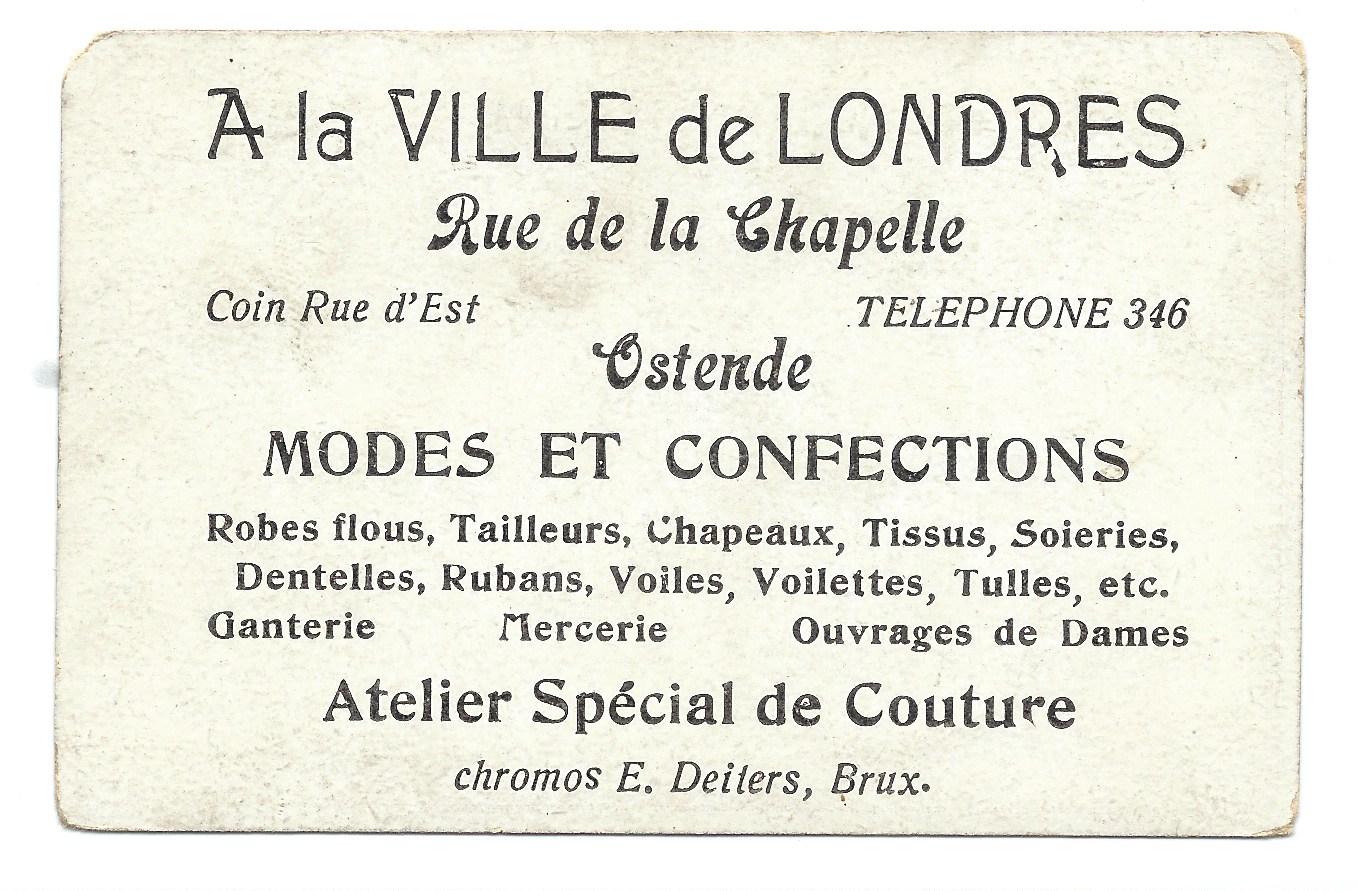 A la VILLE de LONDRES
Rue de la Chapelle
Coin Rue d'Est TELEPHONE 346
Ostende
MODES ET CONFECTIONS
Robes flous, Tailleurs, Chapeaux, Tissus, Soieries,
Dentelles, Rubans, Voiles, Voilettes, Tulles, etc.
Ganterie Mercerie Ouvrages de Dames
Atelier Spécial de Couture
chromos E. Deiters, Brux.